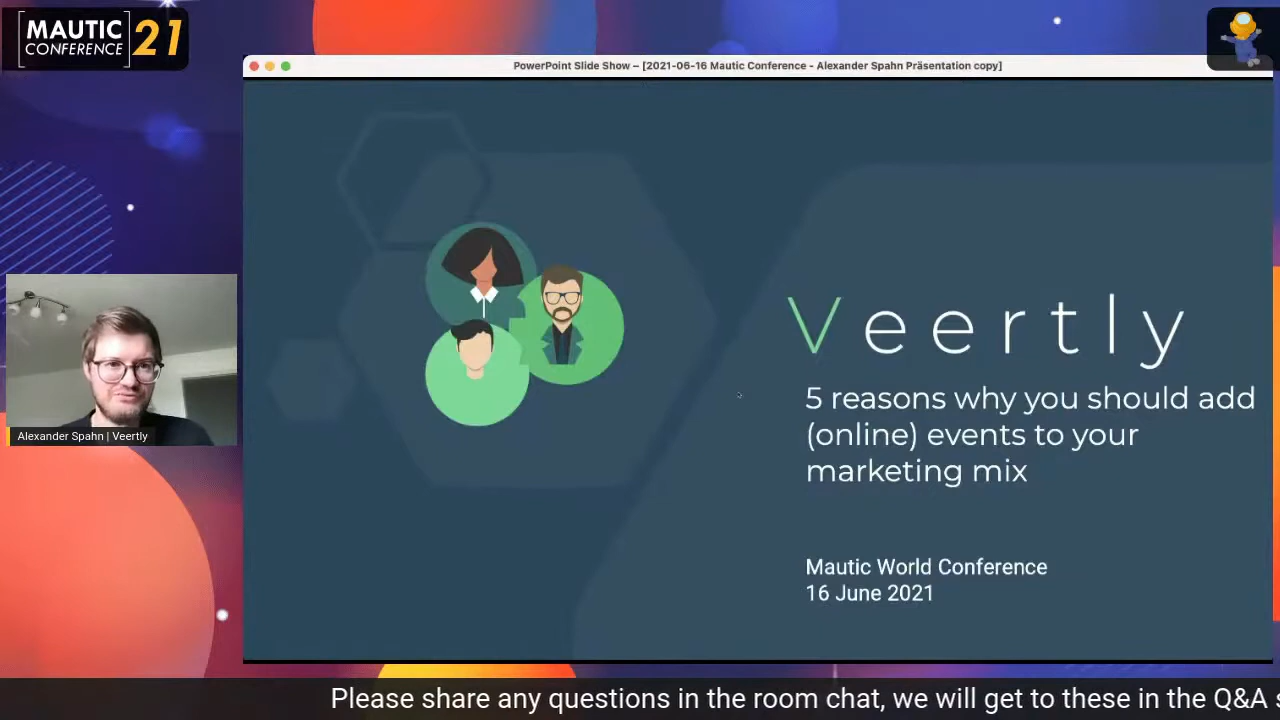 MAUTIC
CONFERENCE
21
PowerPoint Slide Show – [2021-06-16 Mautic Conference - Alexander Spahn Präsentation copy]
Veertly
5 reasons why you should add
(online) events to your
marketing mix
Mautic World Conference
16 June 2021
Alexander Spahn | Veertly
Please share any questions in the room chat, we will get to these in the Q&A s